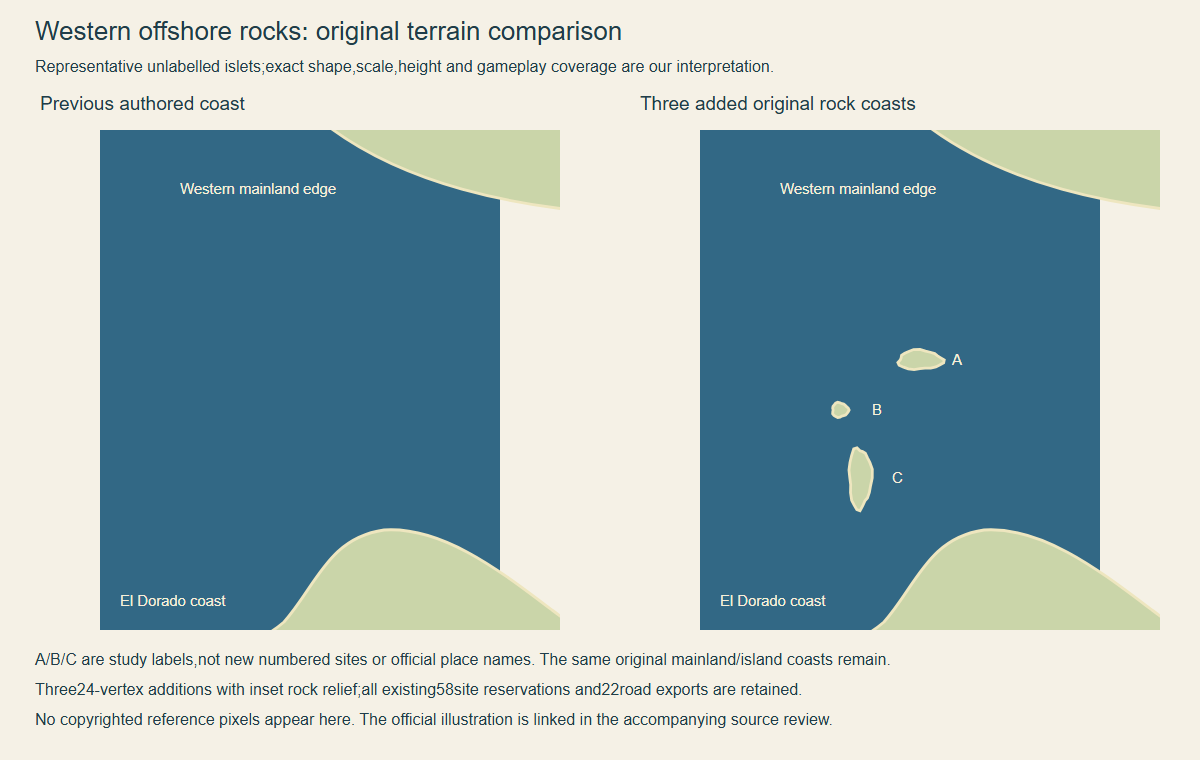 Western offshore rocks: original terrain comparison
Representative unlabelled islets;exact shape,scale,height and gameplay coverage are our interpretation.
Previous authored coast
Three added original rock coasts
Western mainland edge
Western mainland edge
A
B
C
El Dorado coast
El Dorado coast
A/B/C are study labels,not new numbered sites or official place names. The same original mainland/island coasts remain.
Three24-vertex additions with inset rock relief;all existing58site reservations and22road exports are retained.
No copyrighted reference pixels appear here. The official illustration is linked in the accompanying source review.